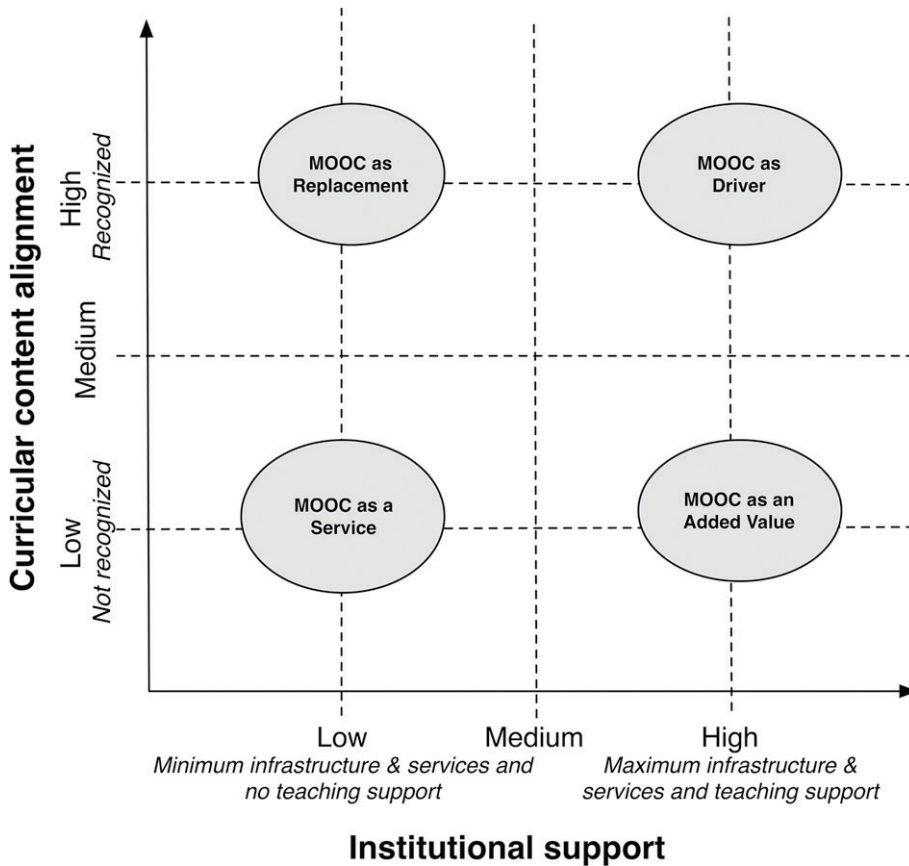 Curricular content alignment
High
Recognized
Medium
Low
Not recognized
MOOC as
Replacement
MOOC as
Driver
MOOC as a
Service
MOOC as an
Added Value
Low
Minimum infrastructure & services and
no teaching support
Medium
High
Maximum infrastructure &
services and teaching support
Institutional support